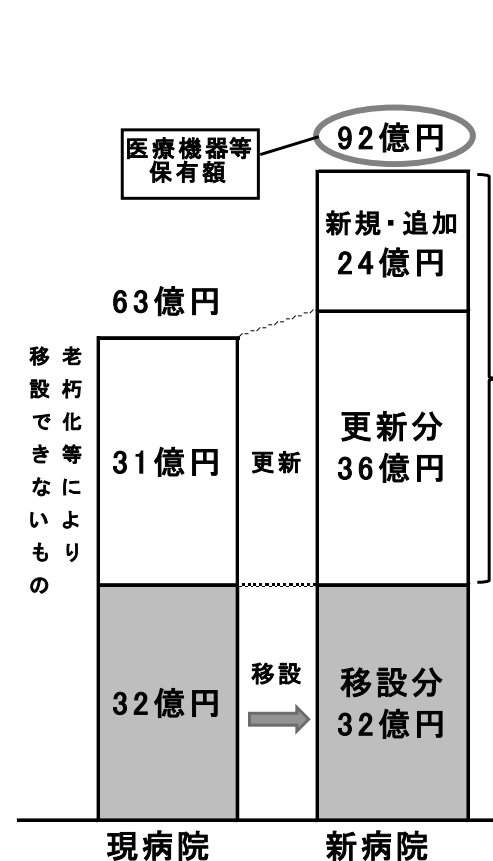 92億円
医療機器等
保有額
新規・追加
24億円
63億円
老朽化等により
移設できないもの
31億円
更新
更新分
36億円
32億円
移設
移設分
32億円
現病院
新病院